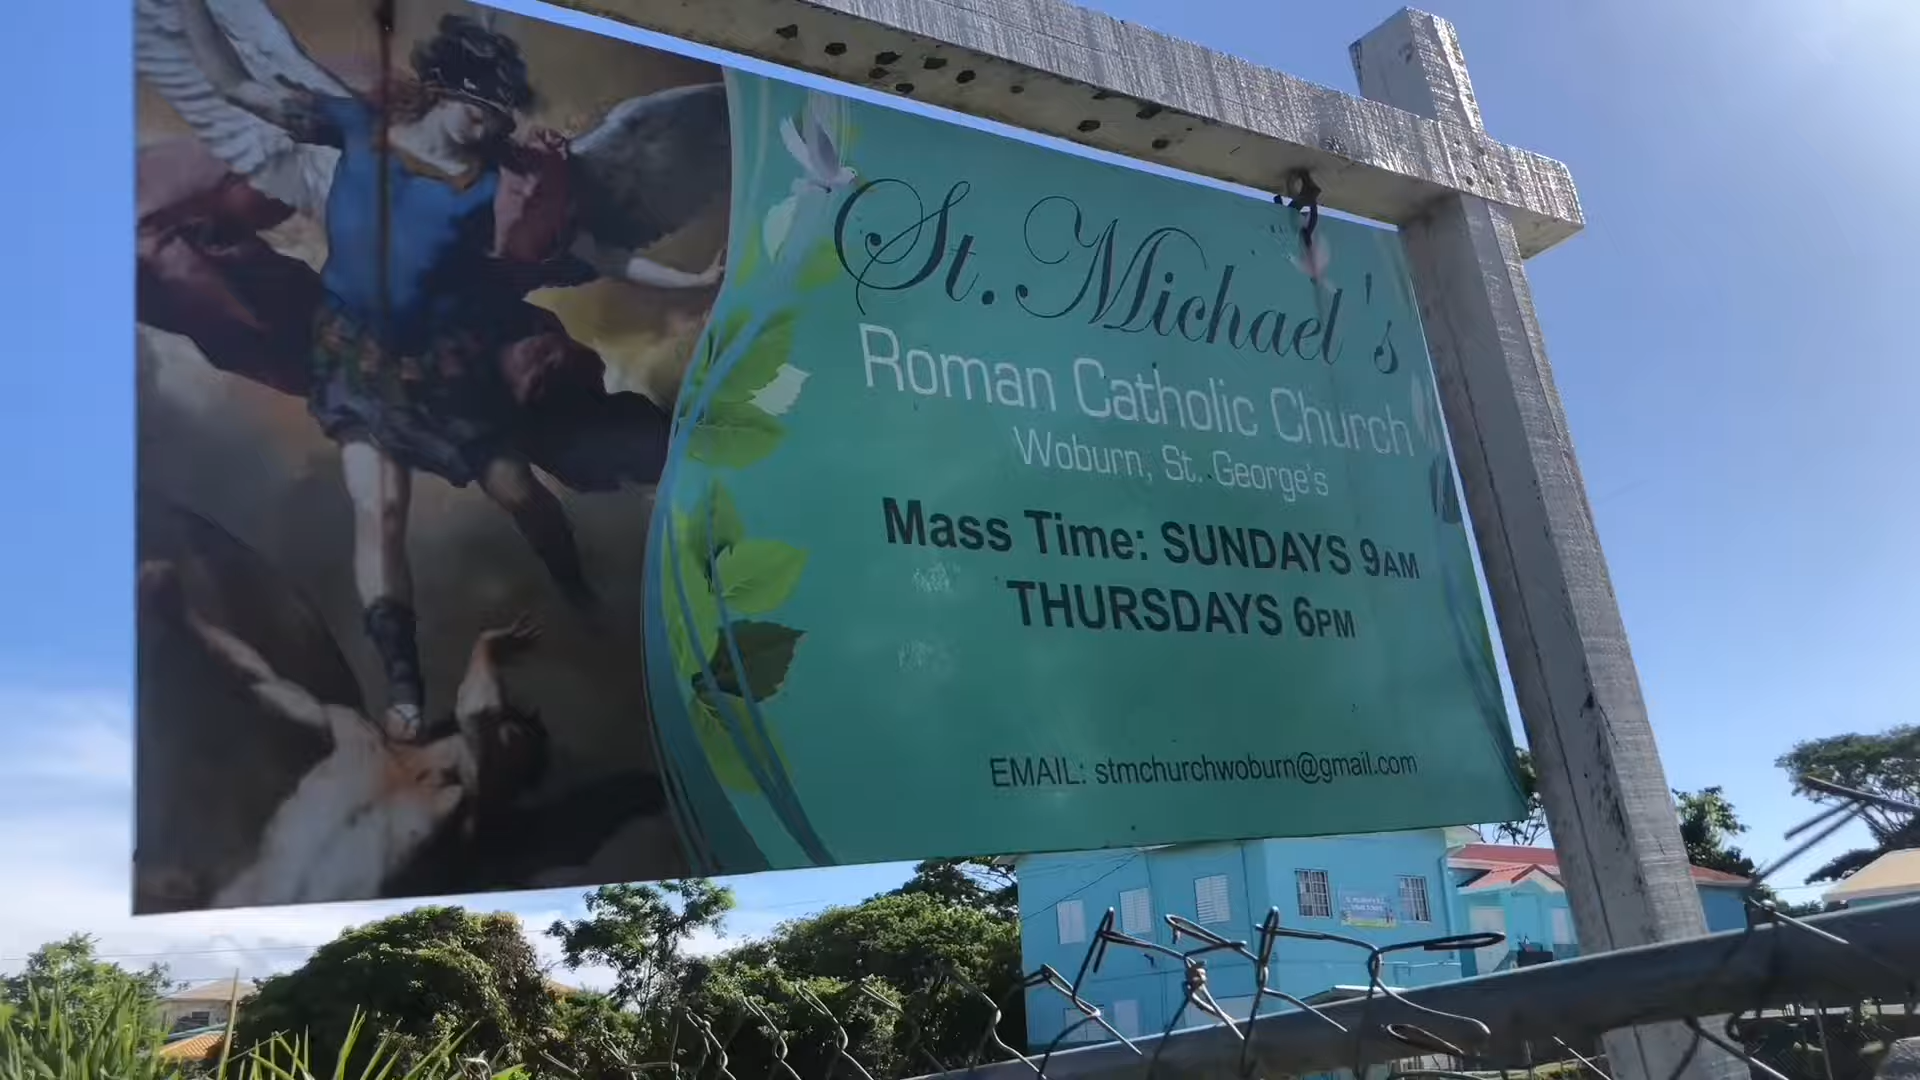 St. Michael's
Roman Catholic Church
Woburn, St. George's
Mass Time: SUNDAYS 9AM
THURSDAYS 6PM
EMAIL: stmchurchwoburn@gmail.com